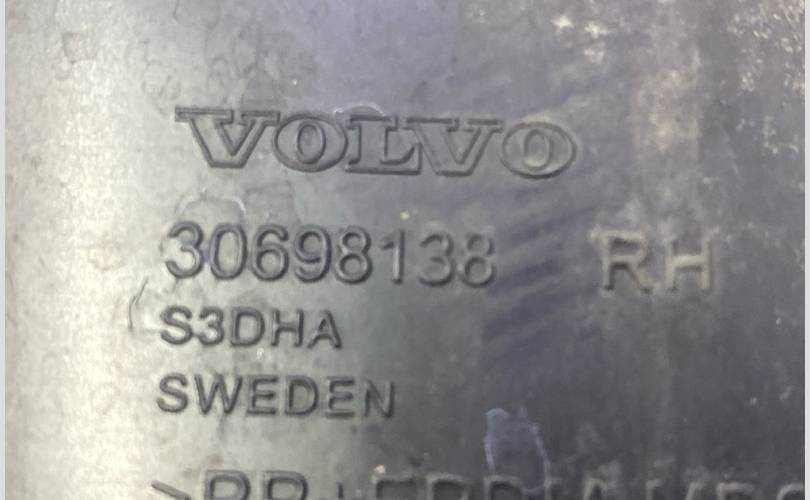 VOLVO
30698138 RH
S3DHA
SWEDEN